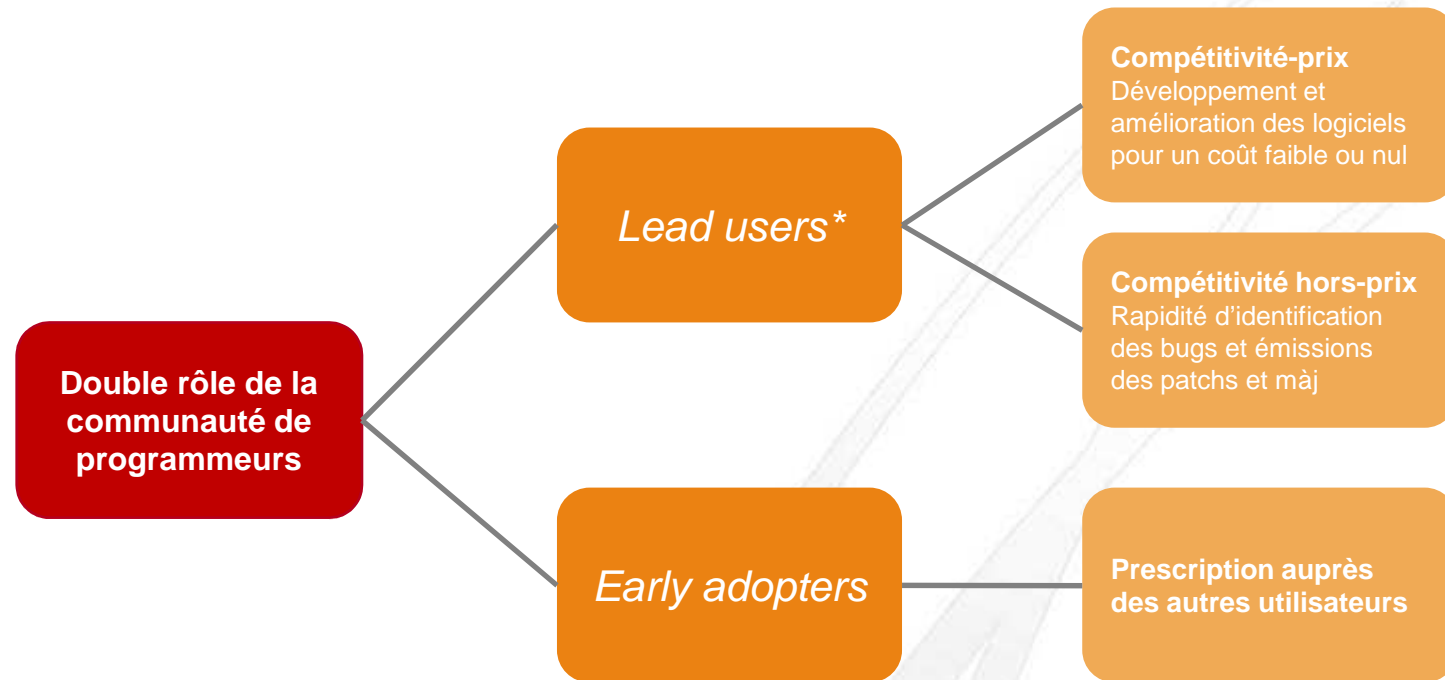 Double rôle de la
communauté de
programmeurs
Lead users*
Early adopters
Compétitivité-prix
Développement et
amélioration des logiciels
pour un coût faible ou nul
Compétitivité hors-prix
Rapidité d’identification
des bugs et émissions
des patchs et màj
Prescription auprès
des autres utilisateurs